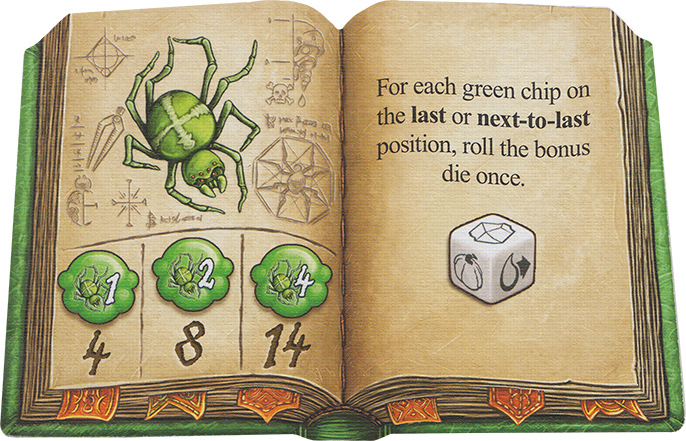 1
2
4
4
8
14
For each green chip on
the last or next-to-last
position, roll the bonus
die once.